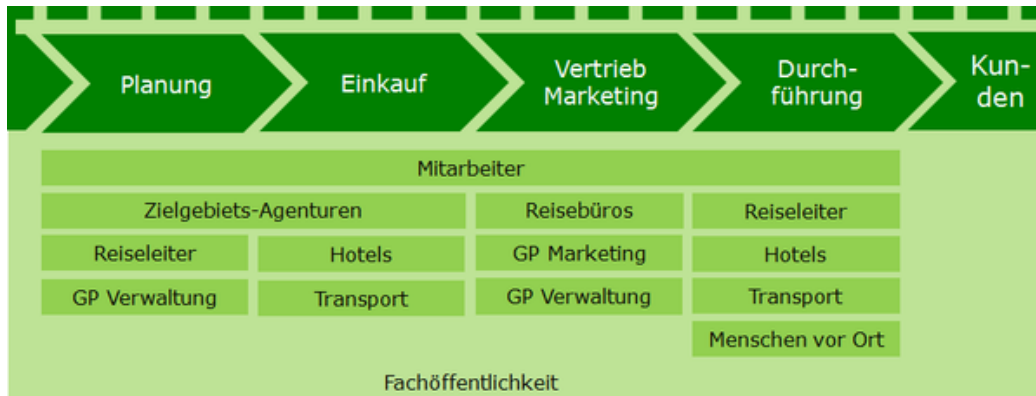 Planung
Einkauf
Vertrieb
Marketing
Durch-
führung
Kun-
den
Mitarbeiter
Zielgebiets-Agenturen
Reisebüros
Reiseleiter
Reiseleiter
Hotels
GP Marketing
Hotels
GP Verwaltung
Transport
GP Verwaltung
Transport
Menschen vor Ort
Fachöffentlichkeit